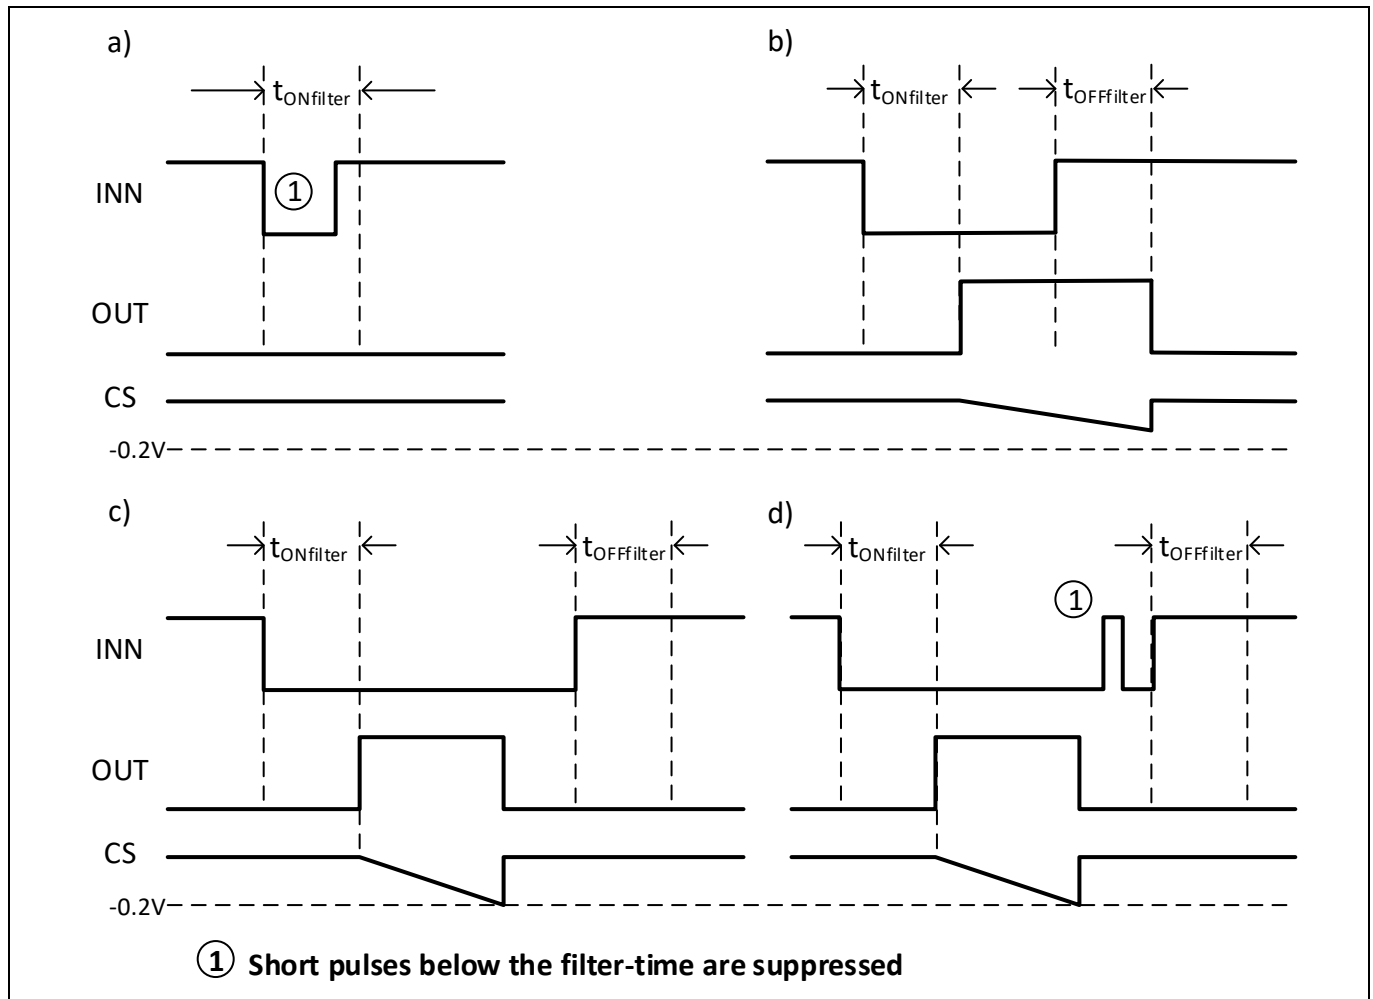 a)
b)
tONfilter
tONfilter
tOFFfilter
INN
1
OUT
CS
-0.2V
c)
d)
tONfilter
tOFFfilter
tONfilter
tOFFfilter
1
INN
OUT
CS
-0.2V
1 Short pulses below the filter-time are suppressed